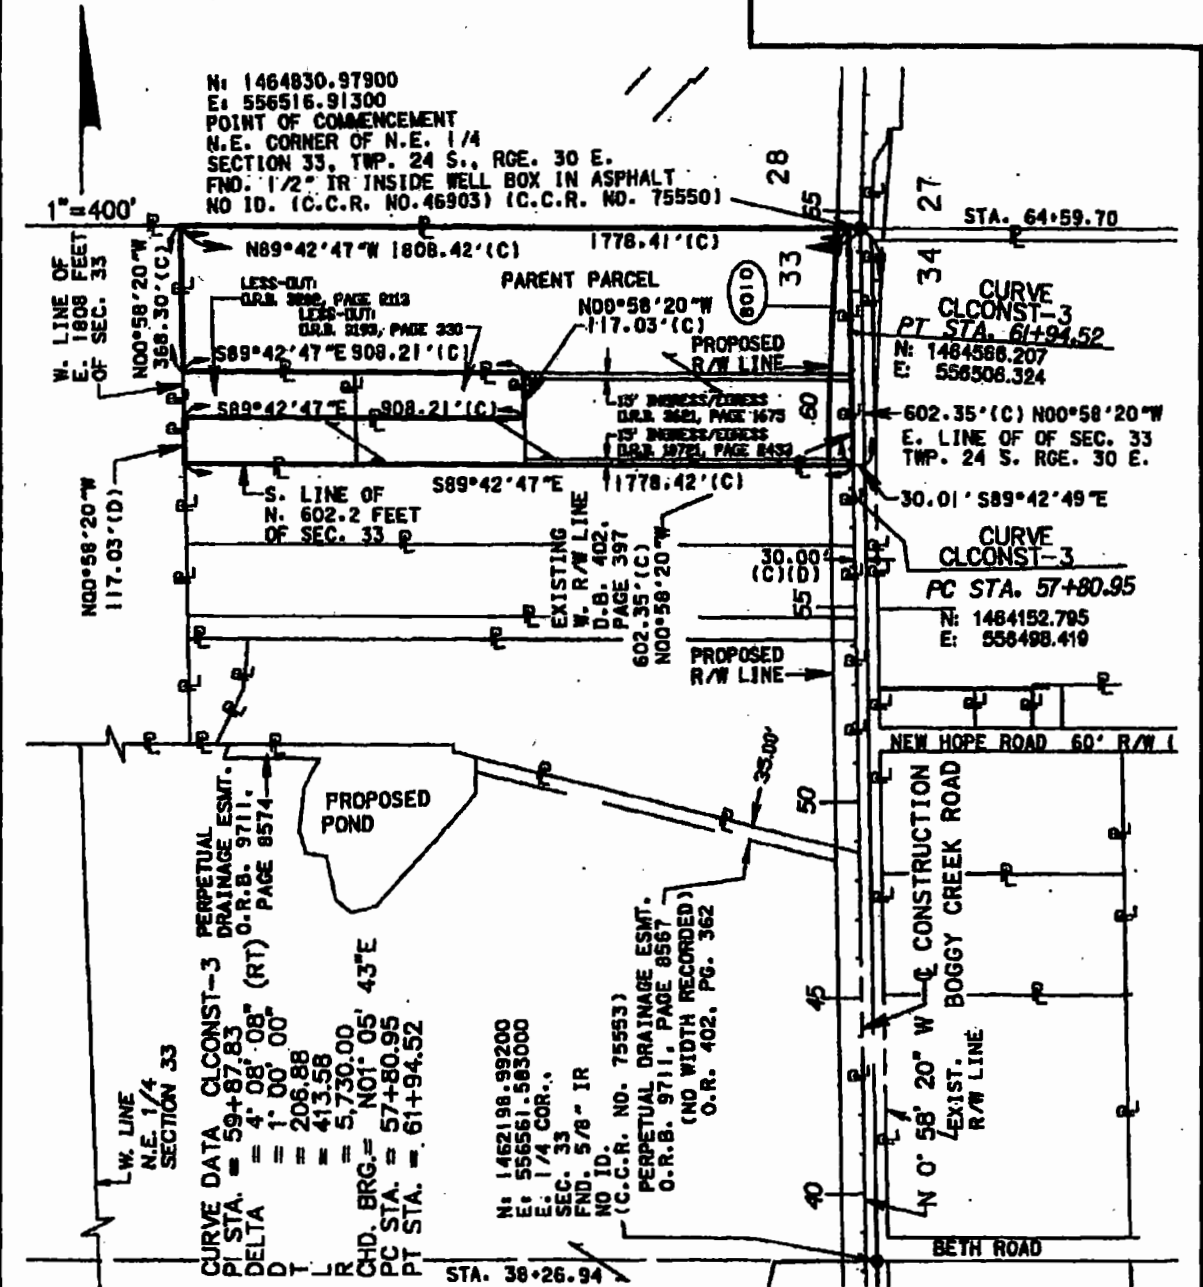 N: 1464830.97900
E: 556516.91300
POINT OF COMMENCEMENT
N.E. CORNER OF N.E. 1/4
SECTION 33, TWP. 24 S., RGE. 30 E.
FND. 1/2" IR INSIDE WELL BOX IN ASPHALT
NO ID. (C.C.R. NO.46903) (C.C.R. NO. 75550)
1"=400'
28
27
33
34
65
STA. 64+59.70
N89°42'47"W 1808.42'(C)
1778.41'(C)
W. LINE OF
E. 1808 FEET
OF SEC. 33
N00°58'20"W
368.30'(C)
LESS-OUT:
LESS-OUT:
PARENT PARCEL
N00°58'20"W
117.03'(C)
8010
PROPOSED
R/W LINE
CURVE
CLCONST-3
PT STA. 61+94.52
N: 1464566.207
E: 556506.324
S89°42'47"E 908.21'(C)
S89°42'47"E 908.21'(C)
15' INGRESS/EGRESS
O.R.B. 3621, PAGE 1675
15' INGRESS/EGRESS
60
602.35'(C) N00°58'20"W
E. LINE OF OF SEC. 33
TWP. 24 S. RGE. 30 E.
N00°58'20"W
117.03'(D)
S. LINE OF
N. 602.2 FEET
OF SEC. 33
S89°42'47"E
1778.42'(C)
30.01' S89°42'49"E
EXISTING
W. R/W LINE
D.B. 402,
PAGE 397
602.35'(C)
N00°58'20"W
30.00'
(C)(D)
55
CURVE
CLCONST-3
PC STA. 57+80.95
N: 1464152.795
E: 556498.419
PROPOSED
R/W LINE
NEW HOPE ROAD 60' R/W (
PROPOSED
POND
35.00'
50
PERPETUAL
DRAINAGE ESMT.
O.R.B. 9711,
PAGE 8574
PERPETUAL DRAINAGE ESMT.
O.R.B. 9711, PAGE 8567
(NO WIDTH RECORDED)
O.R. 402, PG. 362
45
40
N 0° 58' 20" W
℄ CONSTRUCTION
BOGGY CREEK ROAD
EXIST.
R/W LINE
W. LINE
N.E. 1/4
SECTION 33
CURVE DATA CLCONST-3
PI STA. = 59+87.83
DELTA = 4° 08' 08" (RT)
D = 1° 00' 00"
T = 206.88
L = 413.58
R = 5,730.00
CHD. BRG.= N01° 05' 43"E
PC STA. = 57+80.95
PT STA. = 61+94.52
N: 1462198.99200
E: 556561.583000
E. 1/4 COR.,
SEC. 33
FND. 5/8" IR
NO ID.
(C.C.R. NO. 75553)
BETH ROAD
STA. 38+26.94